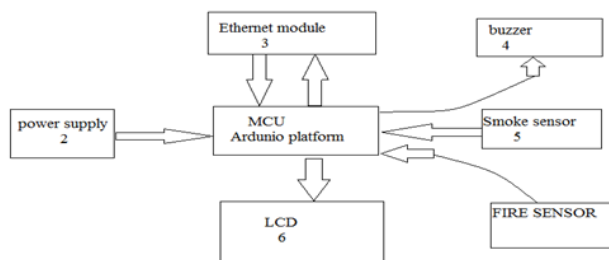 Ethernet module
3
buzzer
4
power supply
2
MCU
Ardunio platform
Smoke sensor
5
LCD
6
FIRE SENSOR